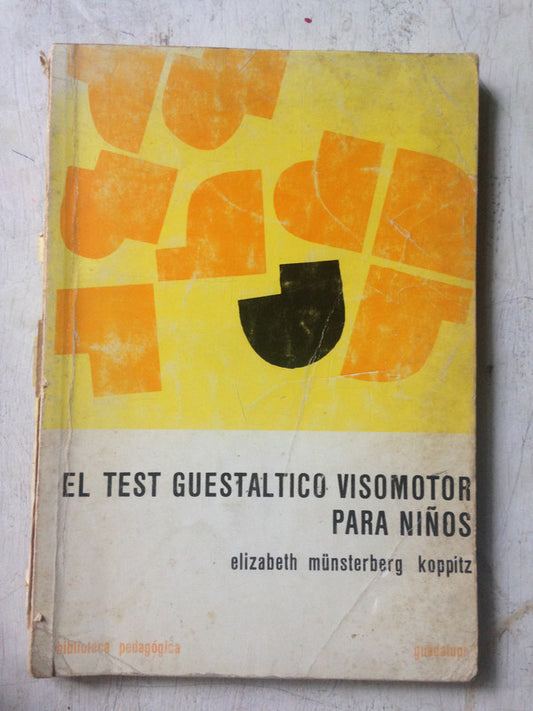 EL TEST GUESTALTICO VISOMOTOR
PARA NIÑOS
elizabeth münsterberg koppitz
biblioteca pedagógica guadalupe